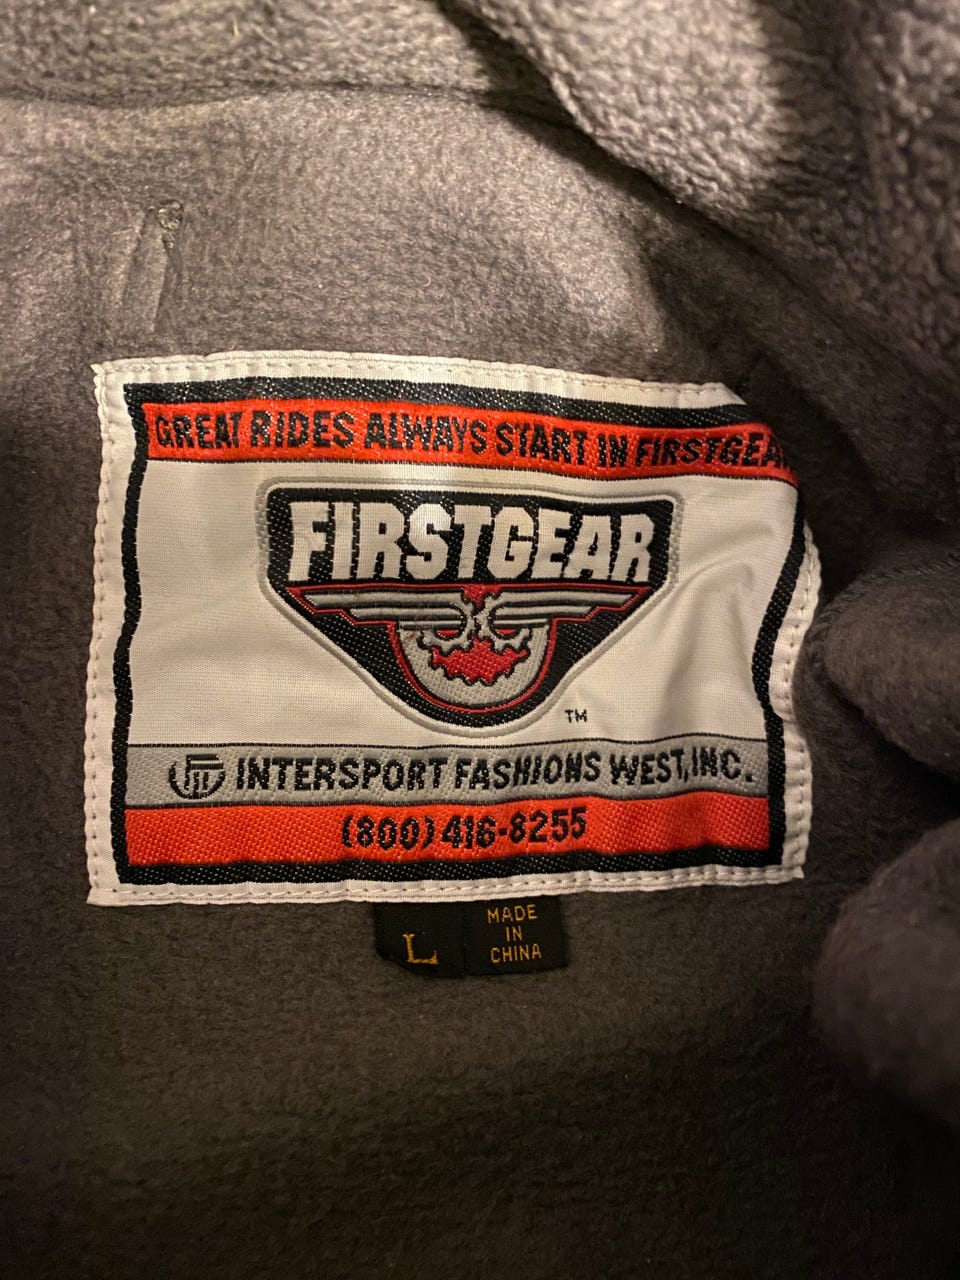 GREAT RIDES ALWAYS START IN FIRSTGEAR
FIRSTGEAR
TM
INTERSPORT FASHIONS WEST, INC.
(800) 416-8255
L
MADE
IN
CHINA